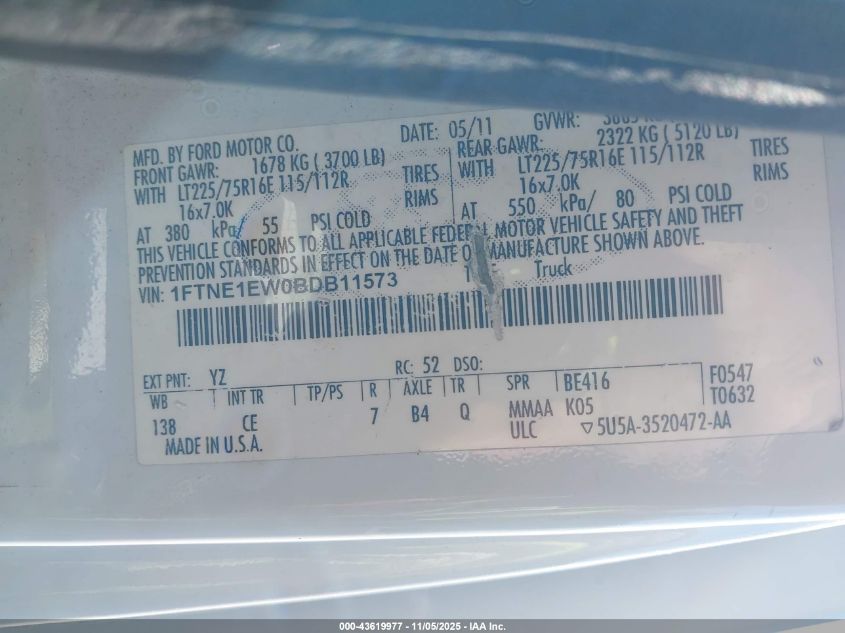 MFD. BY FORD MOTOR CO. DATE: 05/11 GVWR:
FRONT GAWR: 1678 KG ( 3700 LB) REAR GAWR: 2322 KG ( 5120 LB)
WITH LT225/75R16E 115/112R TIRES WITH LT225/75R16E 115/112R TIRES
16x7.0K RIMS 16x7.0K RIMS
AT 380 kPa/ 55 PSI COLD AT 550 kPa/ 80 PSI COLD
THIS VEHICLE CONFORMS TO ALL APPLICABLE FEDERAL MOTOR VEHICLE SAFETY AND THEFT
PREVENTION STANDARDS IN EFFECT ON THE DATE OF MANUFACTURE SHOWN ABOVE.
VIN: 1FTNE1EW0BDB11573 Truck
EXT PNT: YZ RC: 52 DSO:
WB INT TR TP/PS R AXLE TR SPR BE416 F0547
138 CE 7 B4 Q MMAA K05 T0632
MADE IN U.S.A. ULC ▽5U5A-3520472-AA
000-43619977 - 11/05/2025 - IAA Inc.